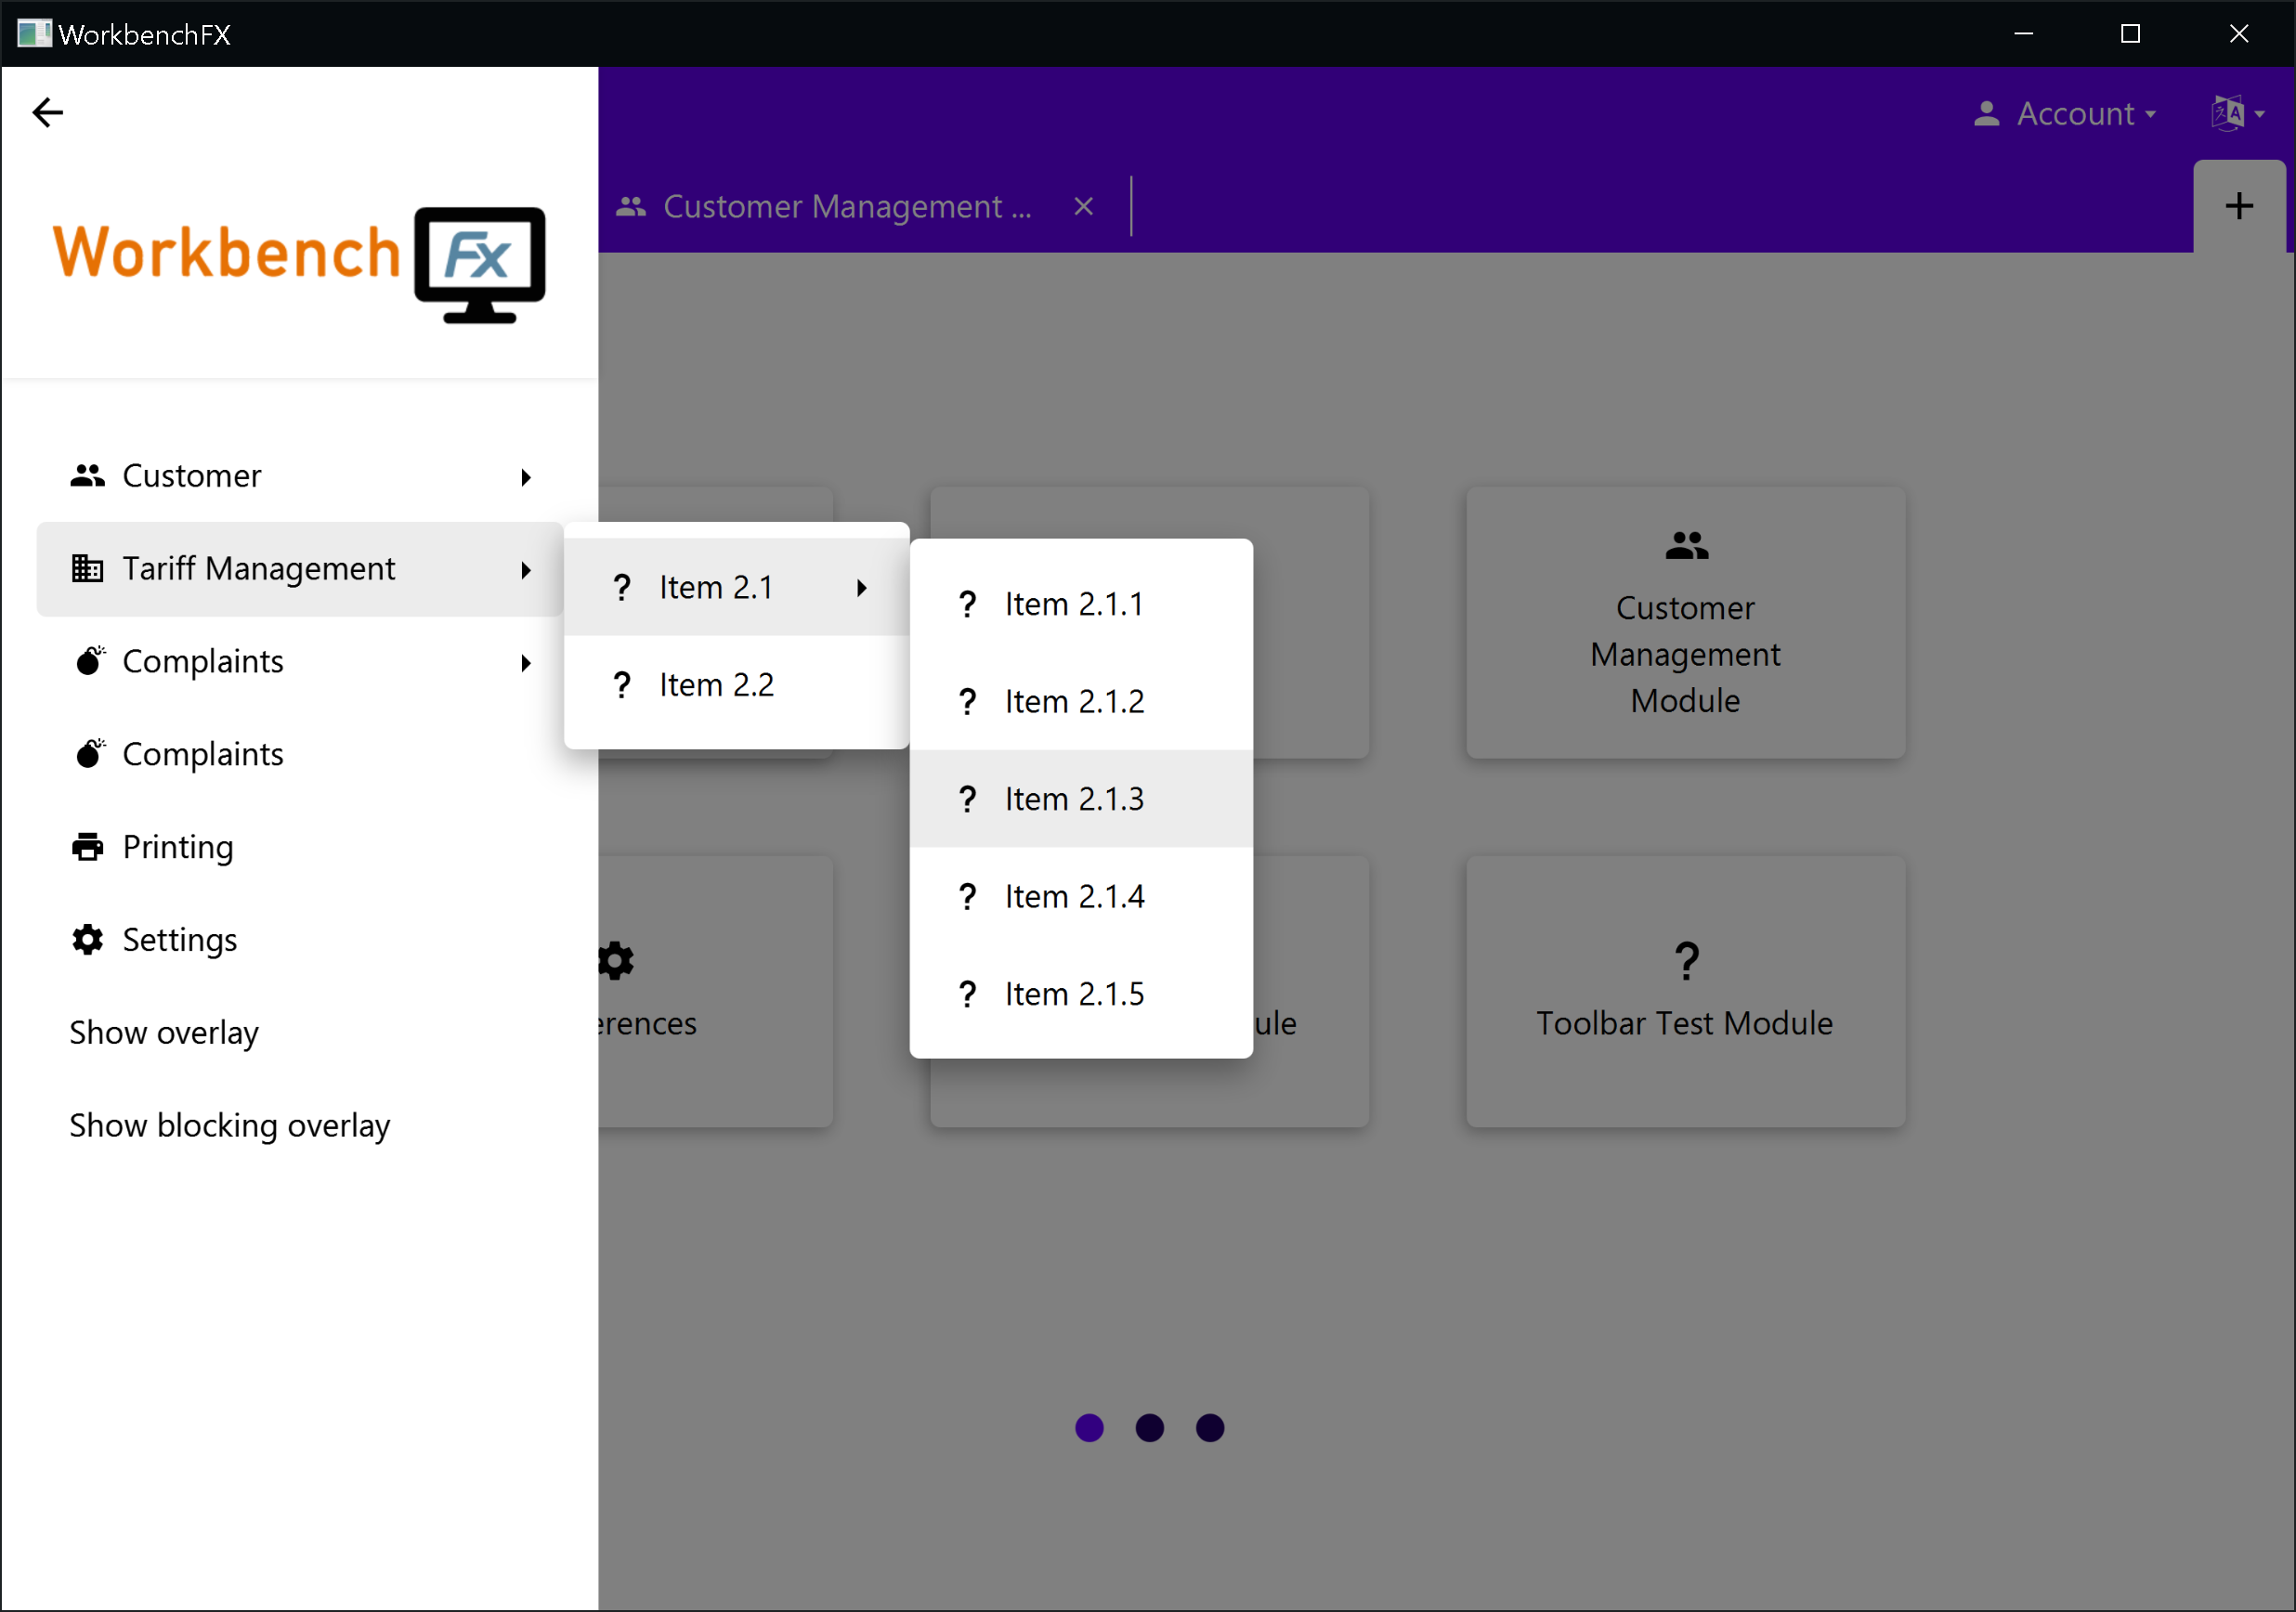 WorkbenchFX
Account
Customer Management ...
Workbench Fx
Customer
Tariff Management
Complaints
Complaints
Printing
Settings
Show overlay
Show blocking overlay
? Item 2.1
? Item 2.2
? Item 2.1.1
? Item 2.1.2
? Item 2.1.3
? Item 2.1.4
? Item 2.1.5
Customer
Management
Module
erences
ule
?
Toolbar Test Module